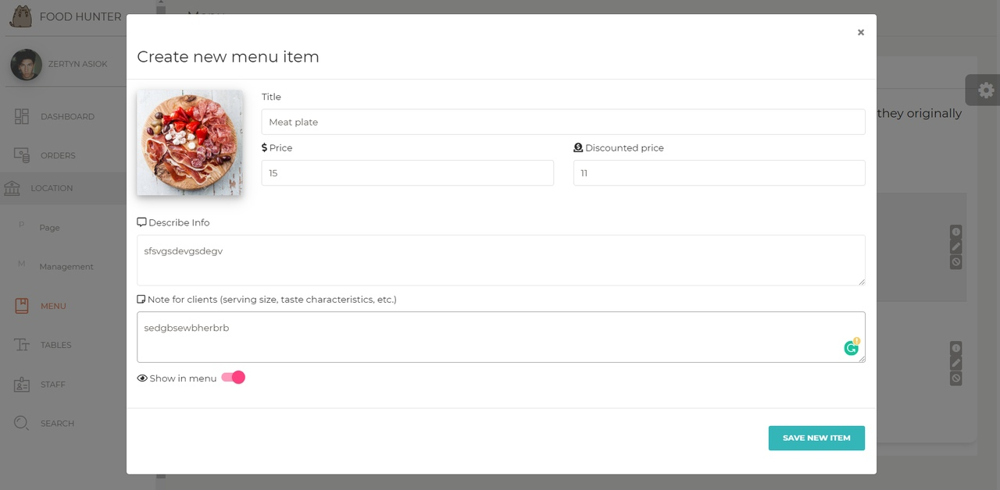 FOOD HUNTER
ZERTYN ASIOK
DASHBOARD
ORDERS
LOCATION
P Page
M Management
MENU
TABLES
STAFF
SEARCH
Menu
they originally
×
Create new menu item
Title
Meat plate
$ Price
Discounted price
15
11
Describe Info
sfsvgsdevgsdegv
Note for clients (serving size, taste characteristics, etc.)
sedgbsewbherbrb
Show in menu
SAVE NEW ITEM